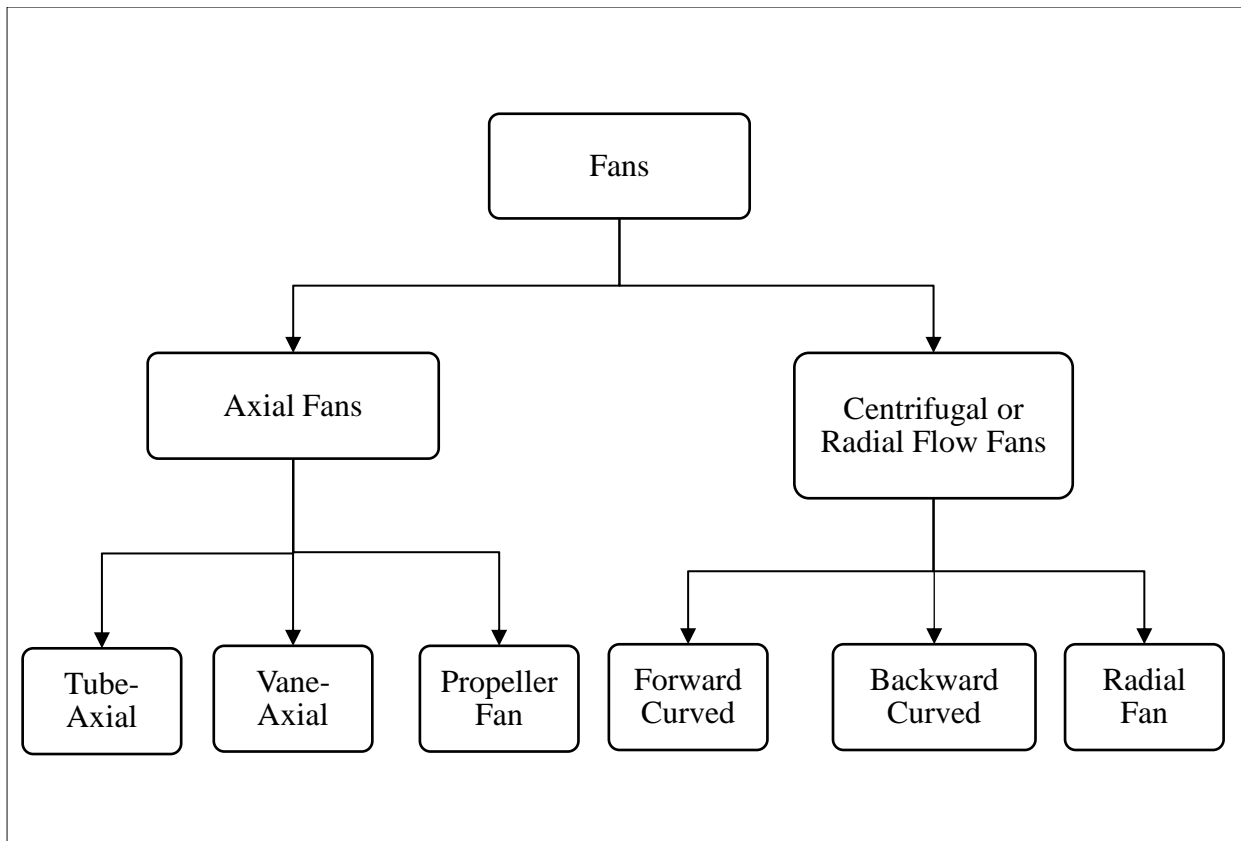 Fans
Axial Fans
Centrifugal or
Radial Flow Fans
Tube-
Axial
Vane-
Axial
Propeller
Fan
Forward
Curved
Backward
Curved
Radial
Fan